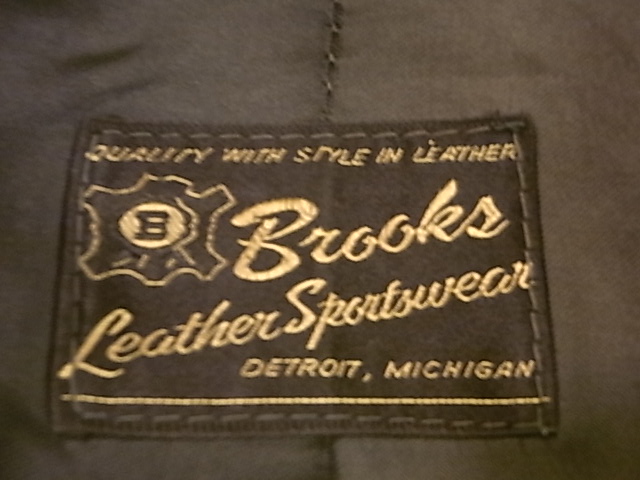 QUALITY WITH STYLE IN LEATHER
B
Brooks
Leather Sportswear
DETROIT, MICHIGAN